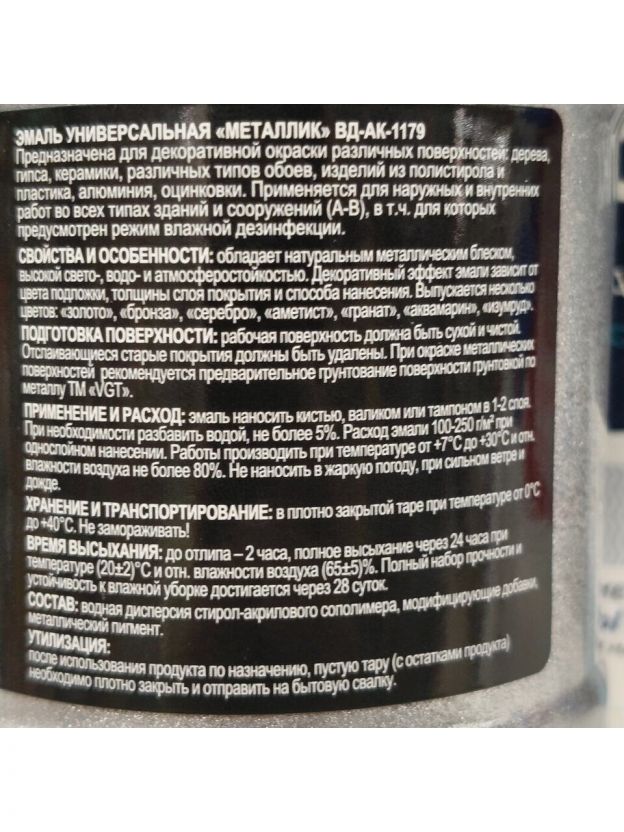 ЭМАЛЬ УНИВЕРСАЛЬНАЯ «МЕТАЛЛИК» ВД-АК-1179
Предназначена для декоративной окраски различных поверхностей: дерева,
гипса, керамики, различных типов обоев, изделий из полистирола и
пластика, алюминия, оцинковки. Применяется для наружных и внутренних
работ во всех типах зданий и сооружений (А-В), в т.ч. для которых
предусмотрен режим влажной дезинфекции.
СВОЙСТВА И ОСОБЕННОСТИ: обладает натуральным металлическим блеском,
высокой свето-, водо- и атмосферостойкостью. Декоративный эффект эмали зависит от
цвета подложки, толщины слоя покрытия и способа нанесения. Выпускается несколько
цветов: «золото», «бронза», «серебро», «аметист», «гранат», «аквамарин», «изумруд».
ПОДГОТОВКА ПОВЕРХНОСТИ: рабочая поверхность должна быть сухой и чистой.
Отслаивающиеся старые покрытия должны быть удалены. При окраске металлических
поверхностей рекомендуется предварительное грунтование поверхности грунтовкой по
металлу ТМ «VGT».
ПРИМЕНЕНИЕ И РАСХОД: эмаль наносить кистью, валиком или тампоном в 1-2 слоя.
При необходимости разбавить водой, не более 5%. Расход эмали 100-250 г/м² при
однослойном нанесении. Работы производить при температуре от +7°С до +30°С и отн.
влажности воздуха не более 80%. Не наносить в жаркую погоду, при сильном ветре и
дожде.
ХРАНЕНИЕ И ТРАНСПОРТИРОВАНИЕ: в плотно закрытой таре при температуре от 0°С
до +40°С. Не замораживать!
ВРЕМЯ ВЫСЫХАНИЯ: до отлипа – 2 часа, полное высыхание через 24 часа при
температуре (20±2)°С и отн. влажности воздуха (65±5)%. Полный набор прочности и
устойчивость к влажной уборке достигается через 28 суток.
СОСТАВ: водная дисперсия стирол-акрилового сополимера, модифицирующие добавки,
металлический пигмент.
УТИЛИЗАЦИЯ:
после использования продукта по назначению, пустую тару (с остатками продукта)
необходимо плотно закрыть и отправить на бытовую свалку.